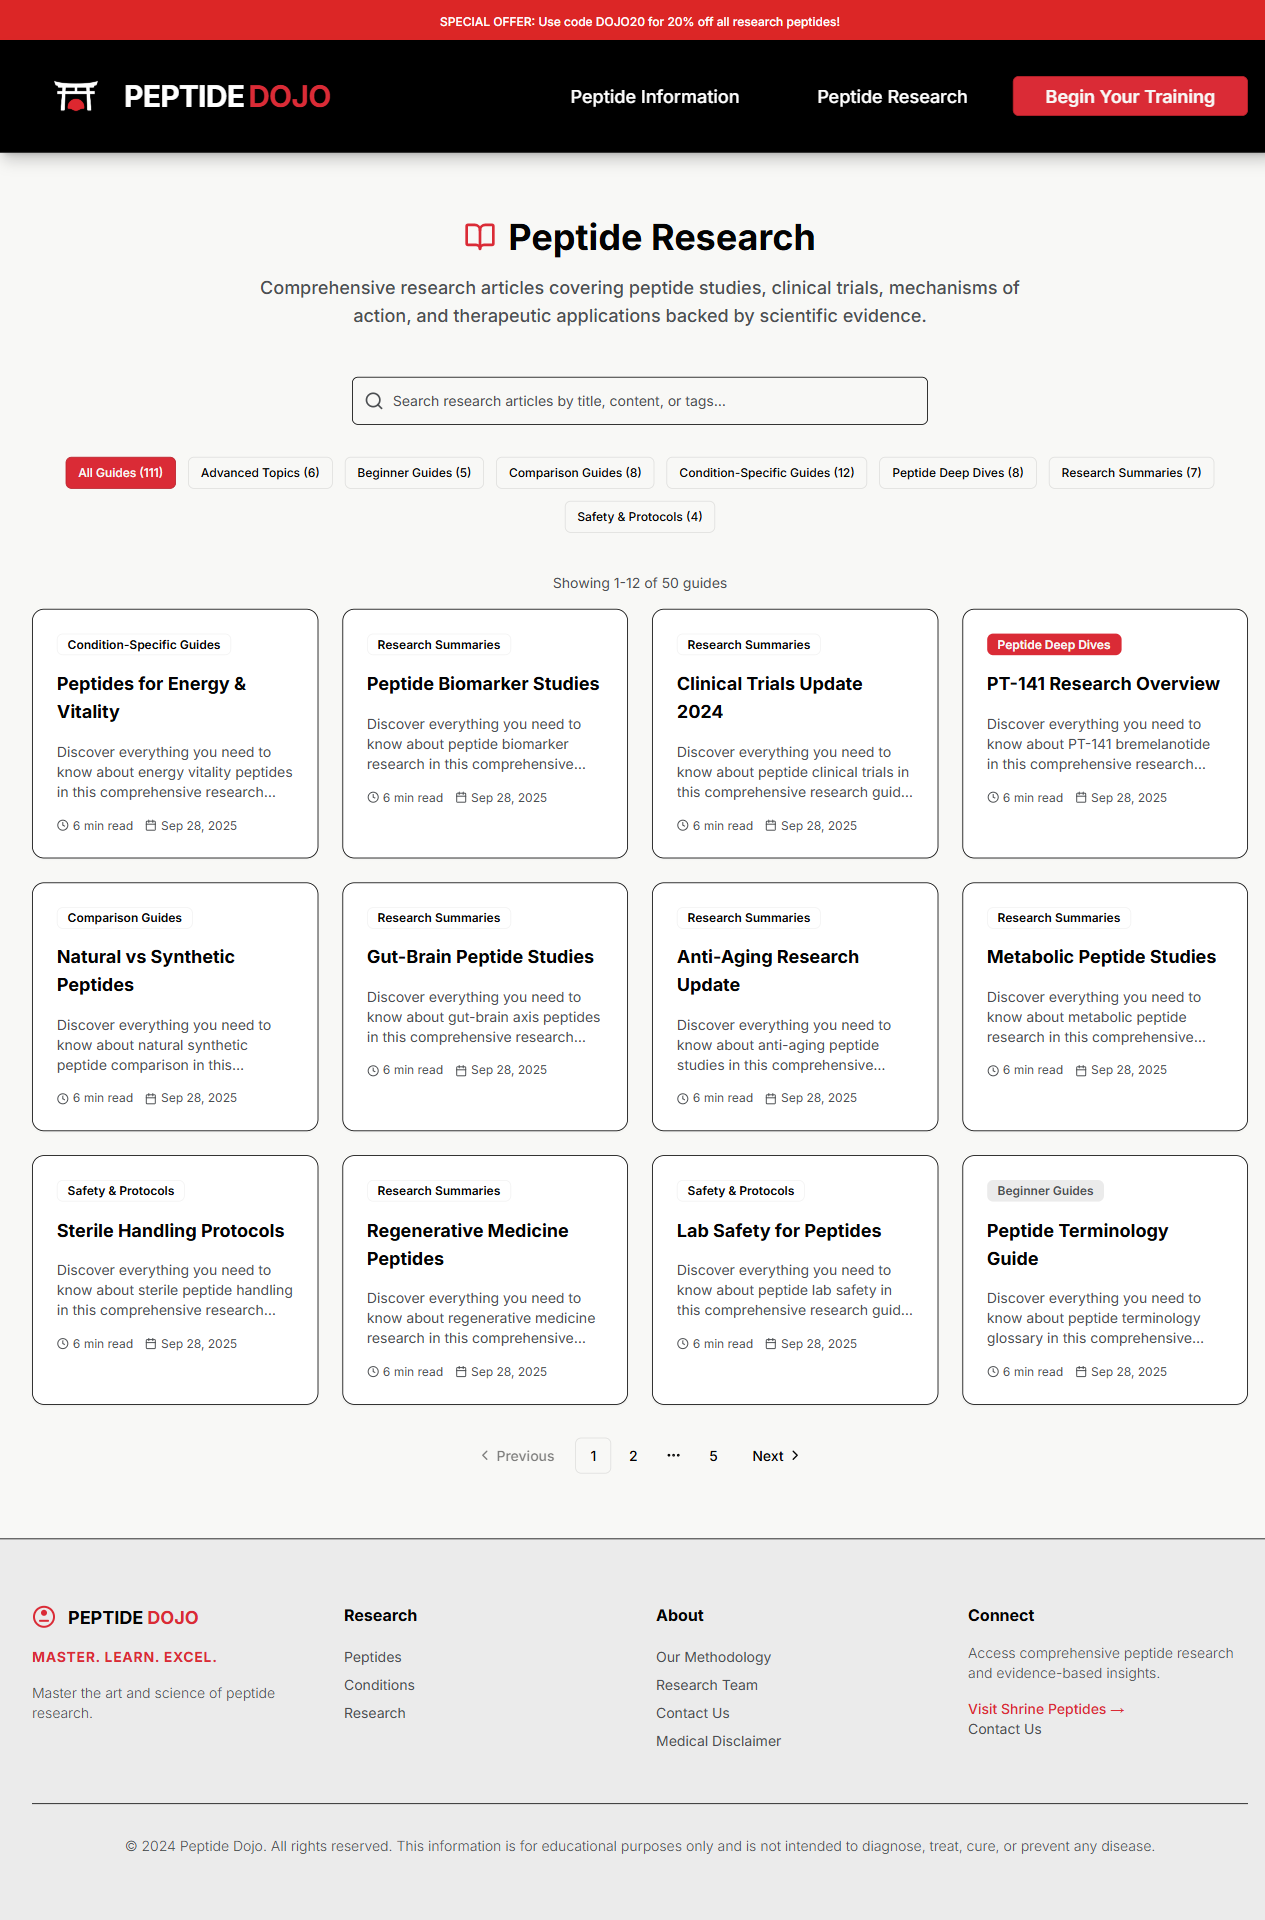 SPECIAL OFFER: Use code DOJO20 for 20% off all research peptides!
PEPTIDE DOJO
Peptide Information
Peptide Research
Begin Your Training
Peptide Research
Comprehensive research articles covering peptide studies, clinical trials, mechanisms of
action, and therapeutic applications backed by scientific evidence.
Search research articles by title, content, or tags...
All Guides (111)
Advanced Topics (6)
Beginner Guides (5)
Comparison Guides (8)
Condition-Specific Guides (12)
Peptide Deep Dives (8)
Research Summaries (7)
Safety & Protocols (4)
Showing 1-12 of 50 guides
Condition-Specific Guides
Peptides for Energy &
Vitality
Discover everything you need to
know about energy vitality peptides
in this comprehensive research...
6 min read Sep 28, 2025
Research Summaries
Peptide Biomarker Studies
Discover everything you need to
know about peptide biomarker
research in this comprehensive...
6 min read Sep 28, 2025
Research Summaries
Clinical Trials Update
2024
Discover everything you need to
know about peptide clinical trials in
this comprehensive research guid...
6 min read Sep 28, 2025
Peptide Deep Dives
PT-141 Research Overview
Discover everything you need to
know about PT-141 bremelanotide
in this comprehensive research...
6 min read Sep 28, 2025
Comparison Guides
Natural vs Synthetic
Peptides
Discover everything you need to
know about natural synthetic
peptide comparison in this...
6 min read Sep 28, 2025
Research Summaries
Gut-Brain Peptide Studies
Discover everything you need to
know about gut-brain axis peptides
in this comprehensive research...
6 min read Sep 28, 2025
Research Summaries
Anti-Aging Research
Update
Discover everything you need to
know about anti-aging peptide
studies in this comprehensive...
6 min read Sep 28, 2025
Research Summaries
Metabolic Peptide Studies
Discover everything you need to
know about metabolic peptide
research in this comprehensive...
6 min read Sep 28, 2025
Safety & Protocols
Sterile Handling Protocols
Discover everything you need to
know about sterile peptide handling
in this comprehensive research...
6 min read Sep 28, 2025
Research Summaries
Regenerative Medicine
Peptides
Discover everything you need to
know about regenerative medicine
research in this comprehensive...
6 min read Sep 28, 2025
Safety & Protocols
Lab Safety for Peptides
Discover everything you need to
know about peptide lab safety in
this comprehensive research guid...
6 min read Sep 28, 2025
Beginner Guides
Peptide Terminology
Guide
Discover everything you need to
know about peptide terminology
glossary in this comprehensive...
6 min read Sep 28, 2025
Previous 1 2 ... 5 Next
PEPTIDE DOJO
MASTER. LEARN. EXCEL.
Master the art and science of peptide
research.
Research
Peptides
Conditions
Research
About
Our Methodology
Research Team
Contact Us
Medical Disclaimer
Connect
Access comprehensive peptide research
and evidence-based insights.
Visit Shrine Peptides →
Contact Us
© 2024 Peptide Dojo. All rights reserved. This information is for educational purposes only and is not intended to diagnose, treat, cure, or prevent any disease.